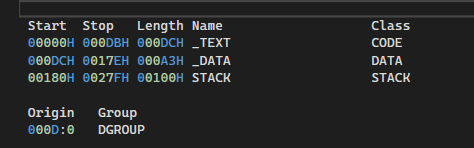 Start  Stop   Length Name               Class
00000H 000DBH 000DCH _TEXT              CODE
000DCH 0017EH 000A3H _DATA              DATA
00180H 0027FH 00100H STACK              STACK
Origin   Group
000D:0   DGROUP